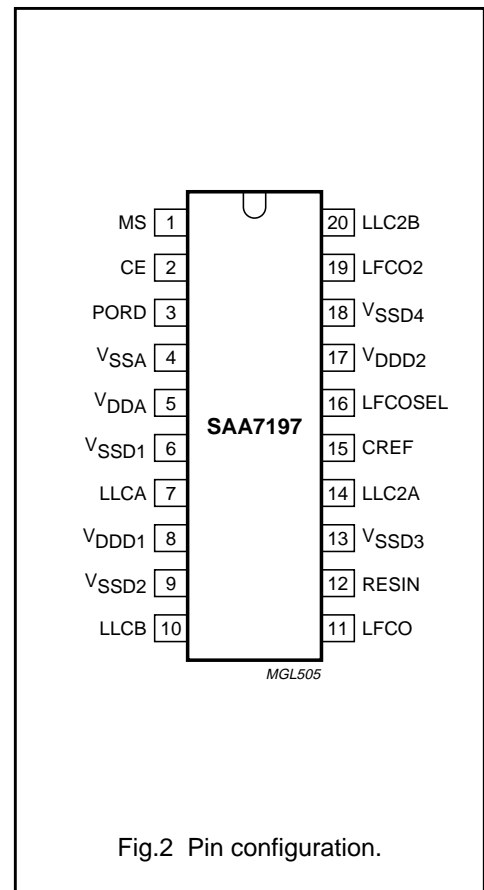 MS 1
CE 2
PORD 3
VSSA 4
VDDA 5
VSSD1 6
LLCA 7
VDDD1 8
VSSD2 9
LLCB 10
SAA7197
20 LLC2B
19 LFCO2
18 VSSD4
17 VDDD2
16 LFCOSEL
15 CREF
14 LLC2A
13 VSSD3
12 RESIN
11 LFCO
MGL505
Fig.2 Pin configuration.